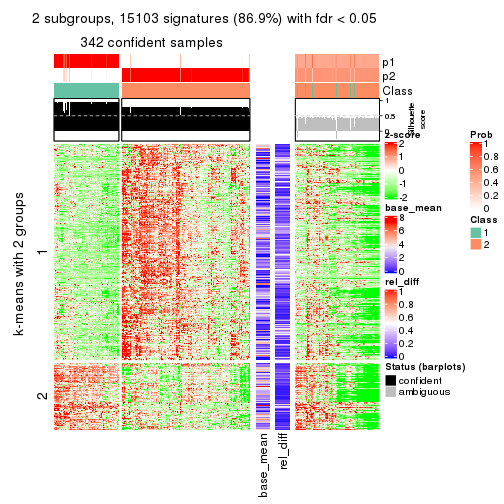 2 subgroups, 15103 signatures (86.9%) with fdr < 0.05
342 confident samples
p1
p2
Class
1
0.5
0
Silhouette
score
k-means with 2 groups
1
2
base_mean
rel_diff
z-score
2
1
0
-1
-2
base_mean
8
6
4
2
0
rel_diff
1
0.8
0.6
0.4
0.2
0
Status (barplots)
confident
ambiguous
Prob
1
0.8
0.6
0.4
0.2
0
Class
1
2